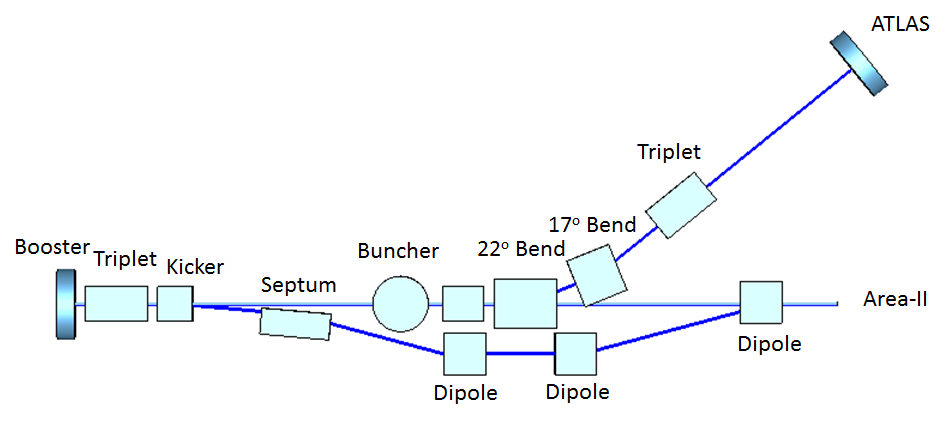 ATLAS
Triplet
17° Bend
22° Bend
Buncher
Booster
Triplet
Kicker
Septum
Area-II
Dipole
Dipole
Dipole